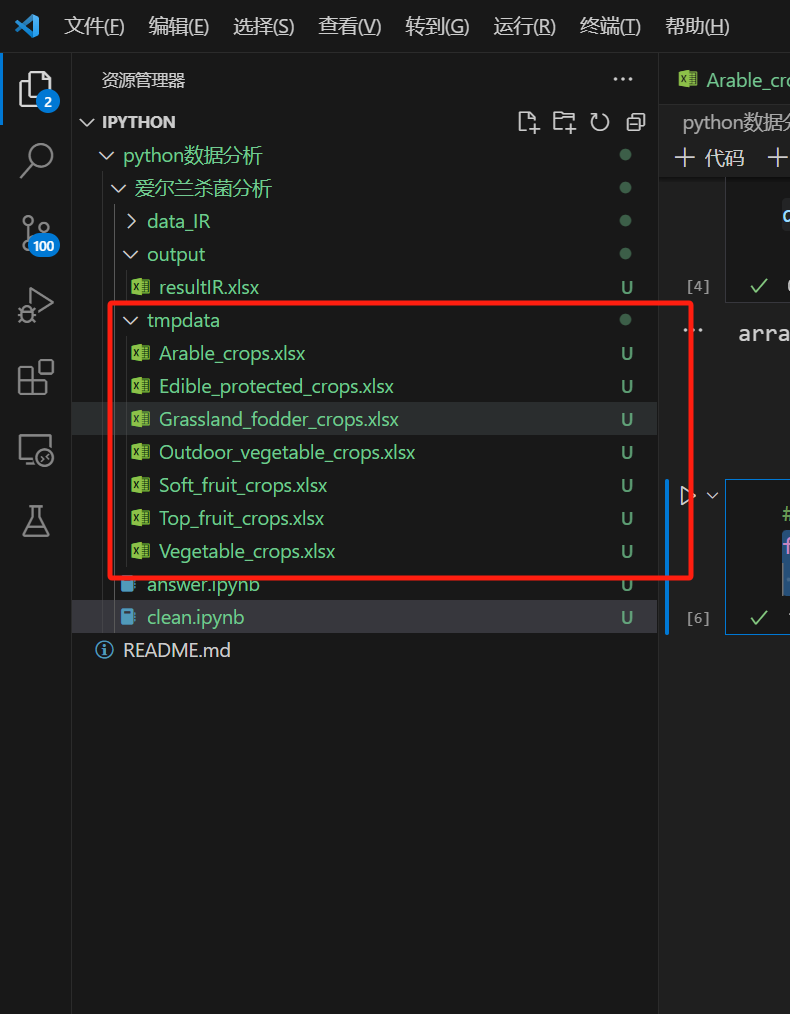 文件(F) 编辑(E) 选择(S) 查看(V) 转到(G) 运行(R) 终端(T) 帮助(H)
资源管理器 ···
2
IPYTHON
python数据分析
爱尔兰杀菌分析
data_IR
100
output
resultIR.xlsx U
tmpdata
Arable_crops.xlsx U
Edible_protected_crops.xlsx U
Grassland_fodder_crops.xlsx U
Outdoor_vegetable_crops.xlsx U
Soft_fruit_crops.xlsx U
Top_fruit_crops.xlsx U
Vegetable_crops.xlsx U
answer.ipynb U
clean.ipynb U
README.md
Arable_cro
python数据分
代码
[4]
··· arra
#
f
[6]